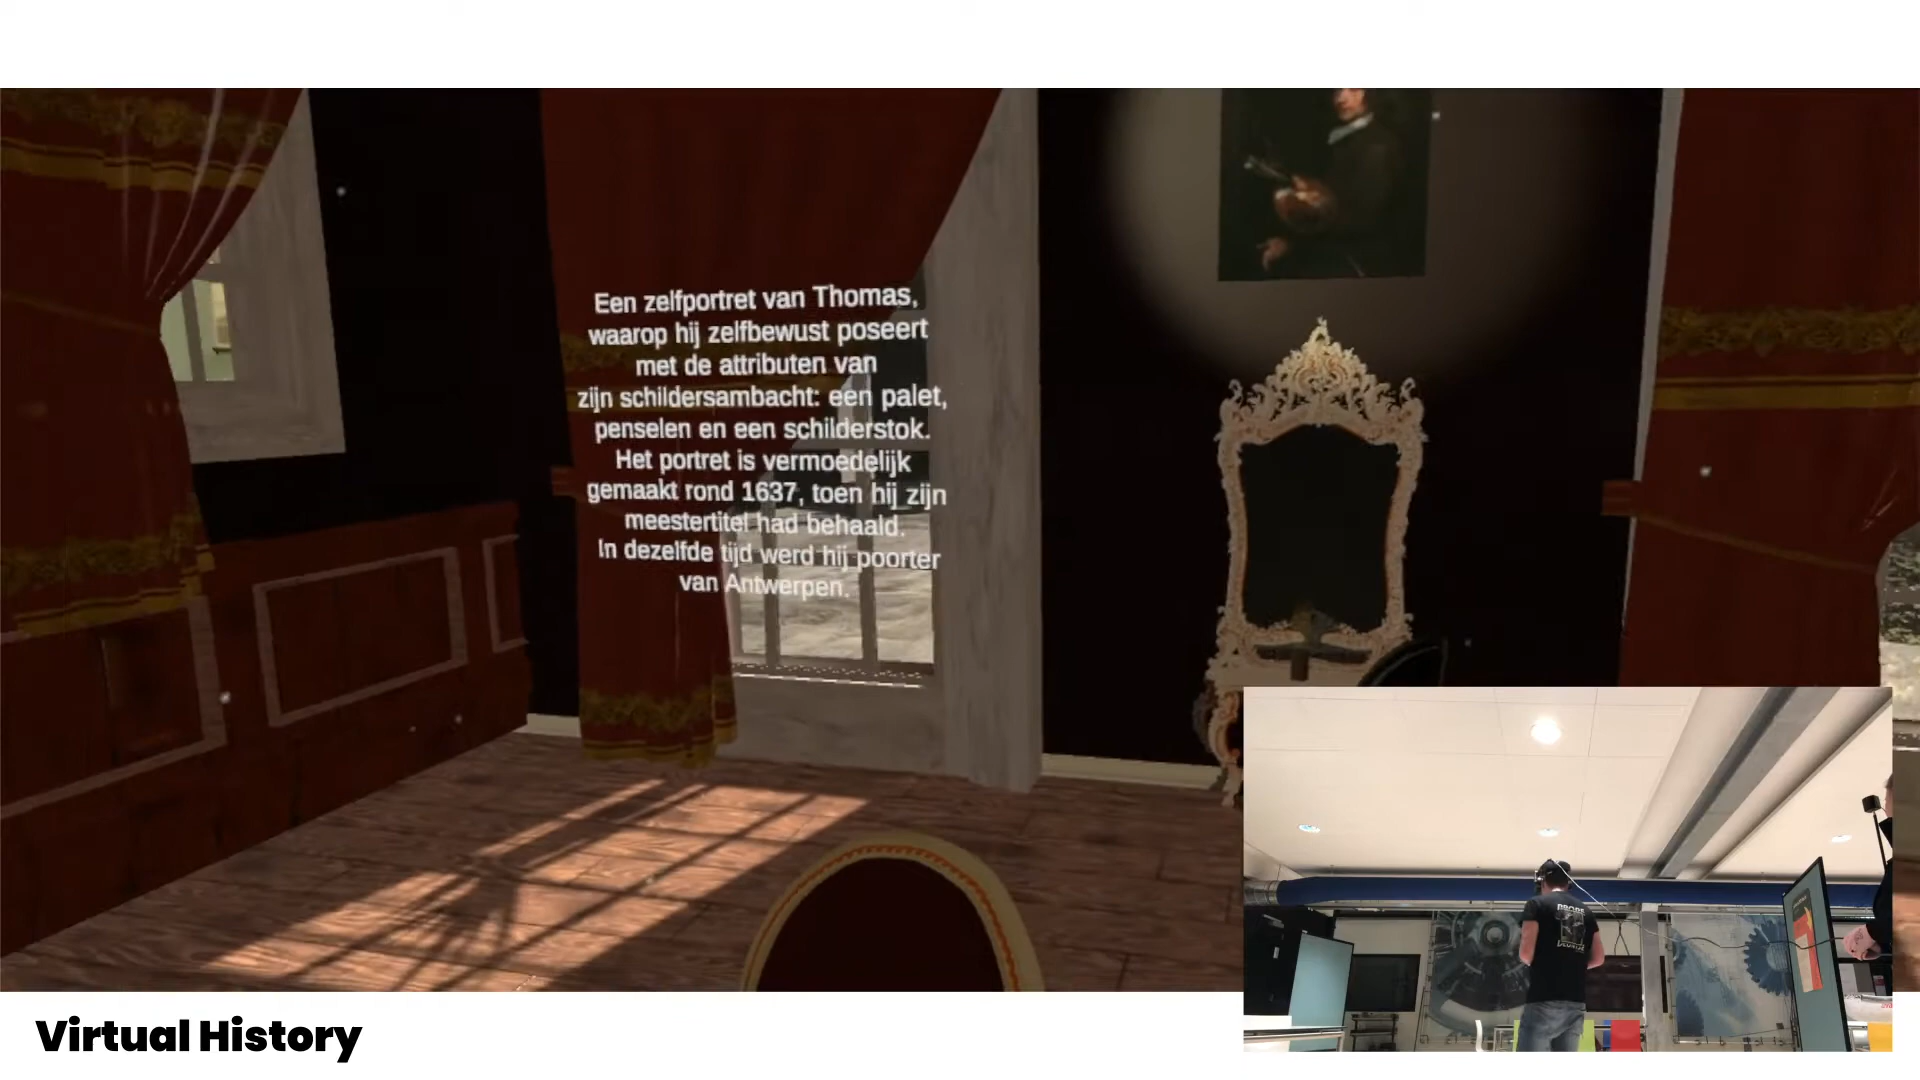 Een zelfportret van Thomas,
waarop hij zelfbewust poseert
met de attributen van
zijn schildersambacht: een palet,
penselen en een schilderstok.
Het portret is vermoedelijk
gemaakt rond 1637, toen hij zijn
meestertitel had behaald.
In dezelfde tijd werd hij poorter
van Antwerpen.
Virtual History